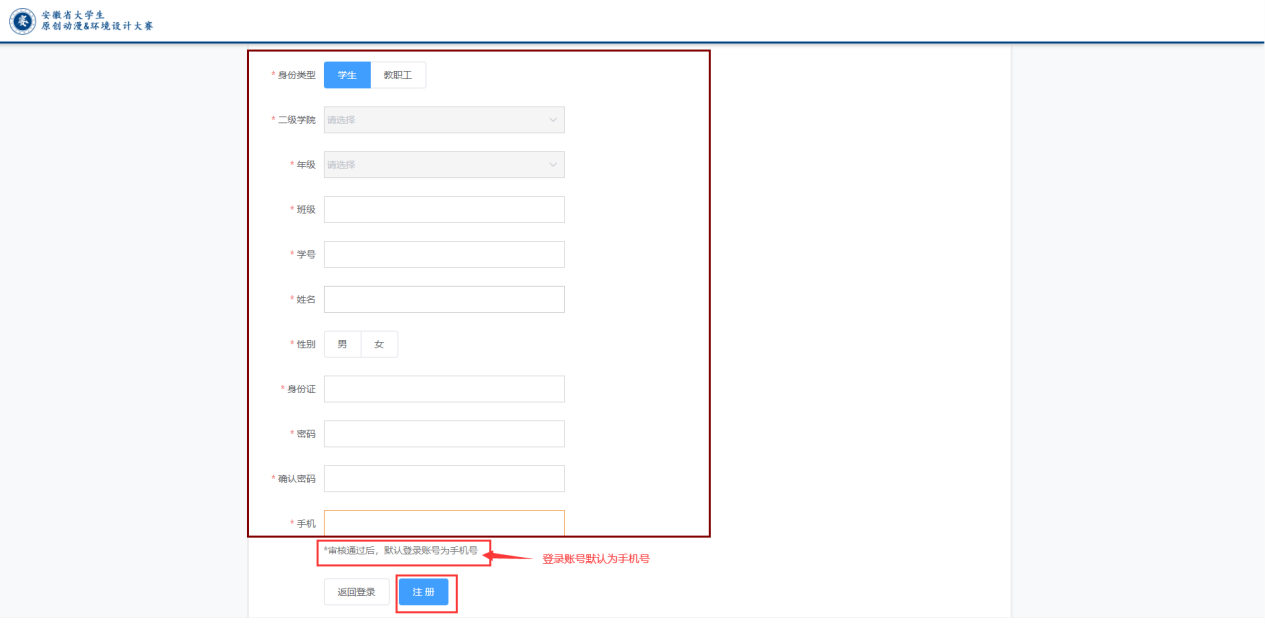 安徽省大学生
原创动漫&环境设计大赛
* 身份类型 学生 教职工
* 二级学院 请选择
* 年级 请选择
* 班级
* 学号
* 姓名
* 性别 男 女
* 身份证
* 密码
* 确认密码
* 手机
*审核通过后，默认登录账号为手机号
登录账号默认为手机号
返回登录 注 册